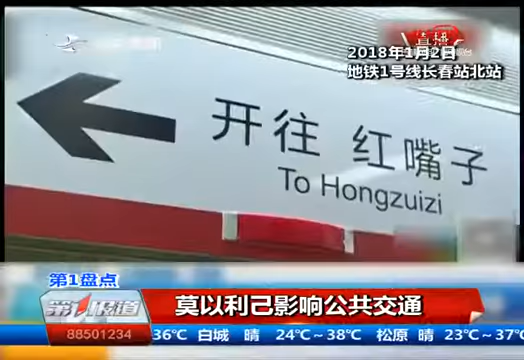 直播
2018年1月2日
地铁1号线长春站北站
开往 红嘴子
To Hongzuizi
第1盘点
第1报道
莫以利己影响公共交通
88501234
36℃ 白城 晴 24℃~38℃ 松原 晴 23℃~37℃